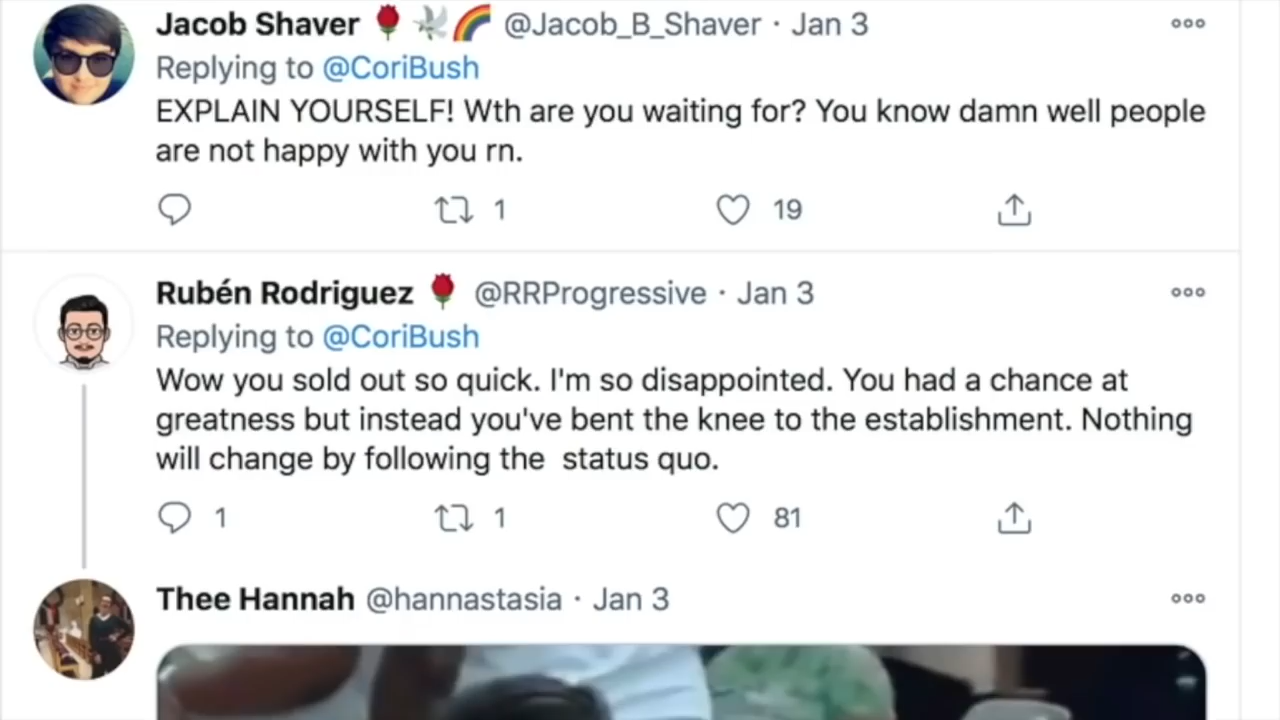 Jacob Shaver 🌹 🕊️ 🌈 @Jacob_B_Shaver · Jan 3
Replying to @CoriBush
EXPLAIN YOURSELF! Wth are you waiting for? You know damn well people
are not happy with you rn.
1 19
Rubén Rodriguez 🌹 @RRProgressive · Jan 3
Replying to @CoriBush
Wow you sold out so quick. I'm so disappointed. You had a chance at
greatness but instead you've bent the knee to the establishment. Nothing
will change by following the  status quo.
1 1 81
Thee Hannah @hannastasia · Jan 3